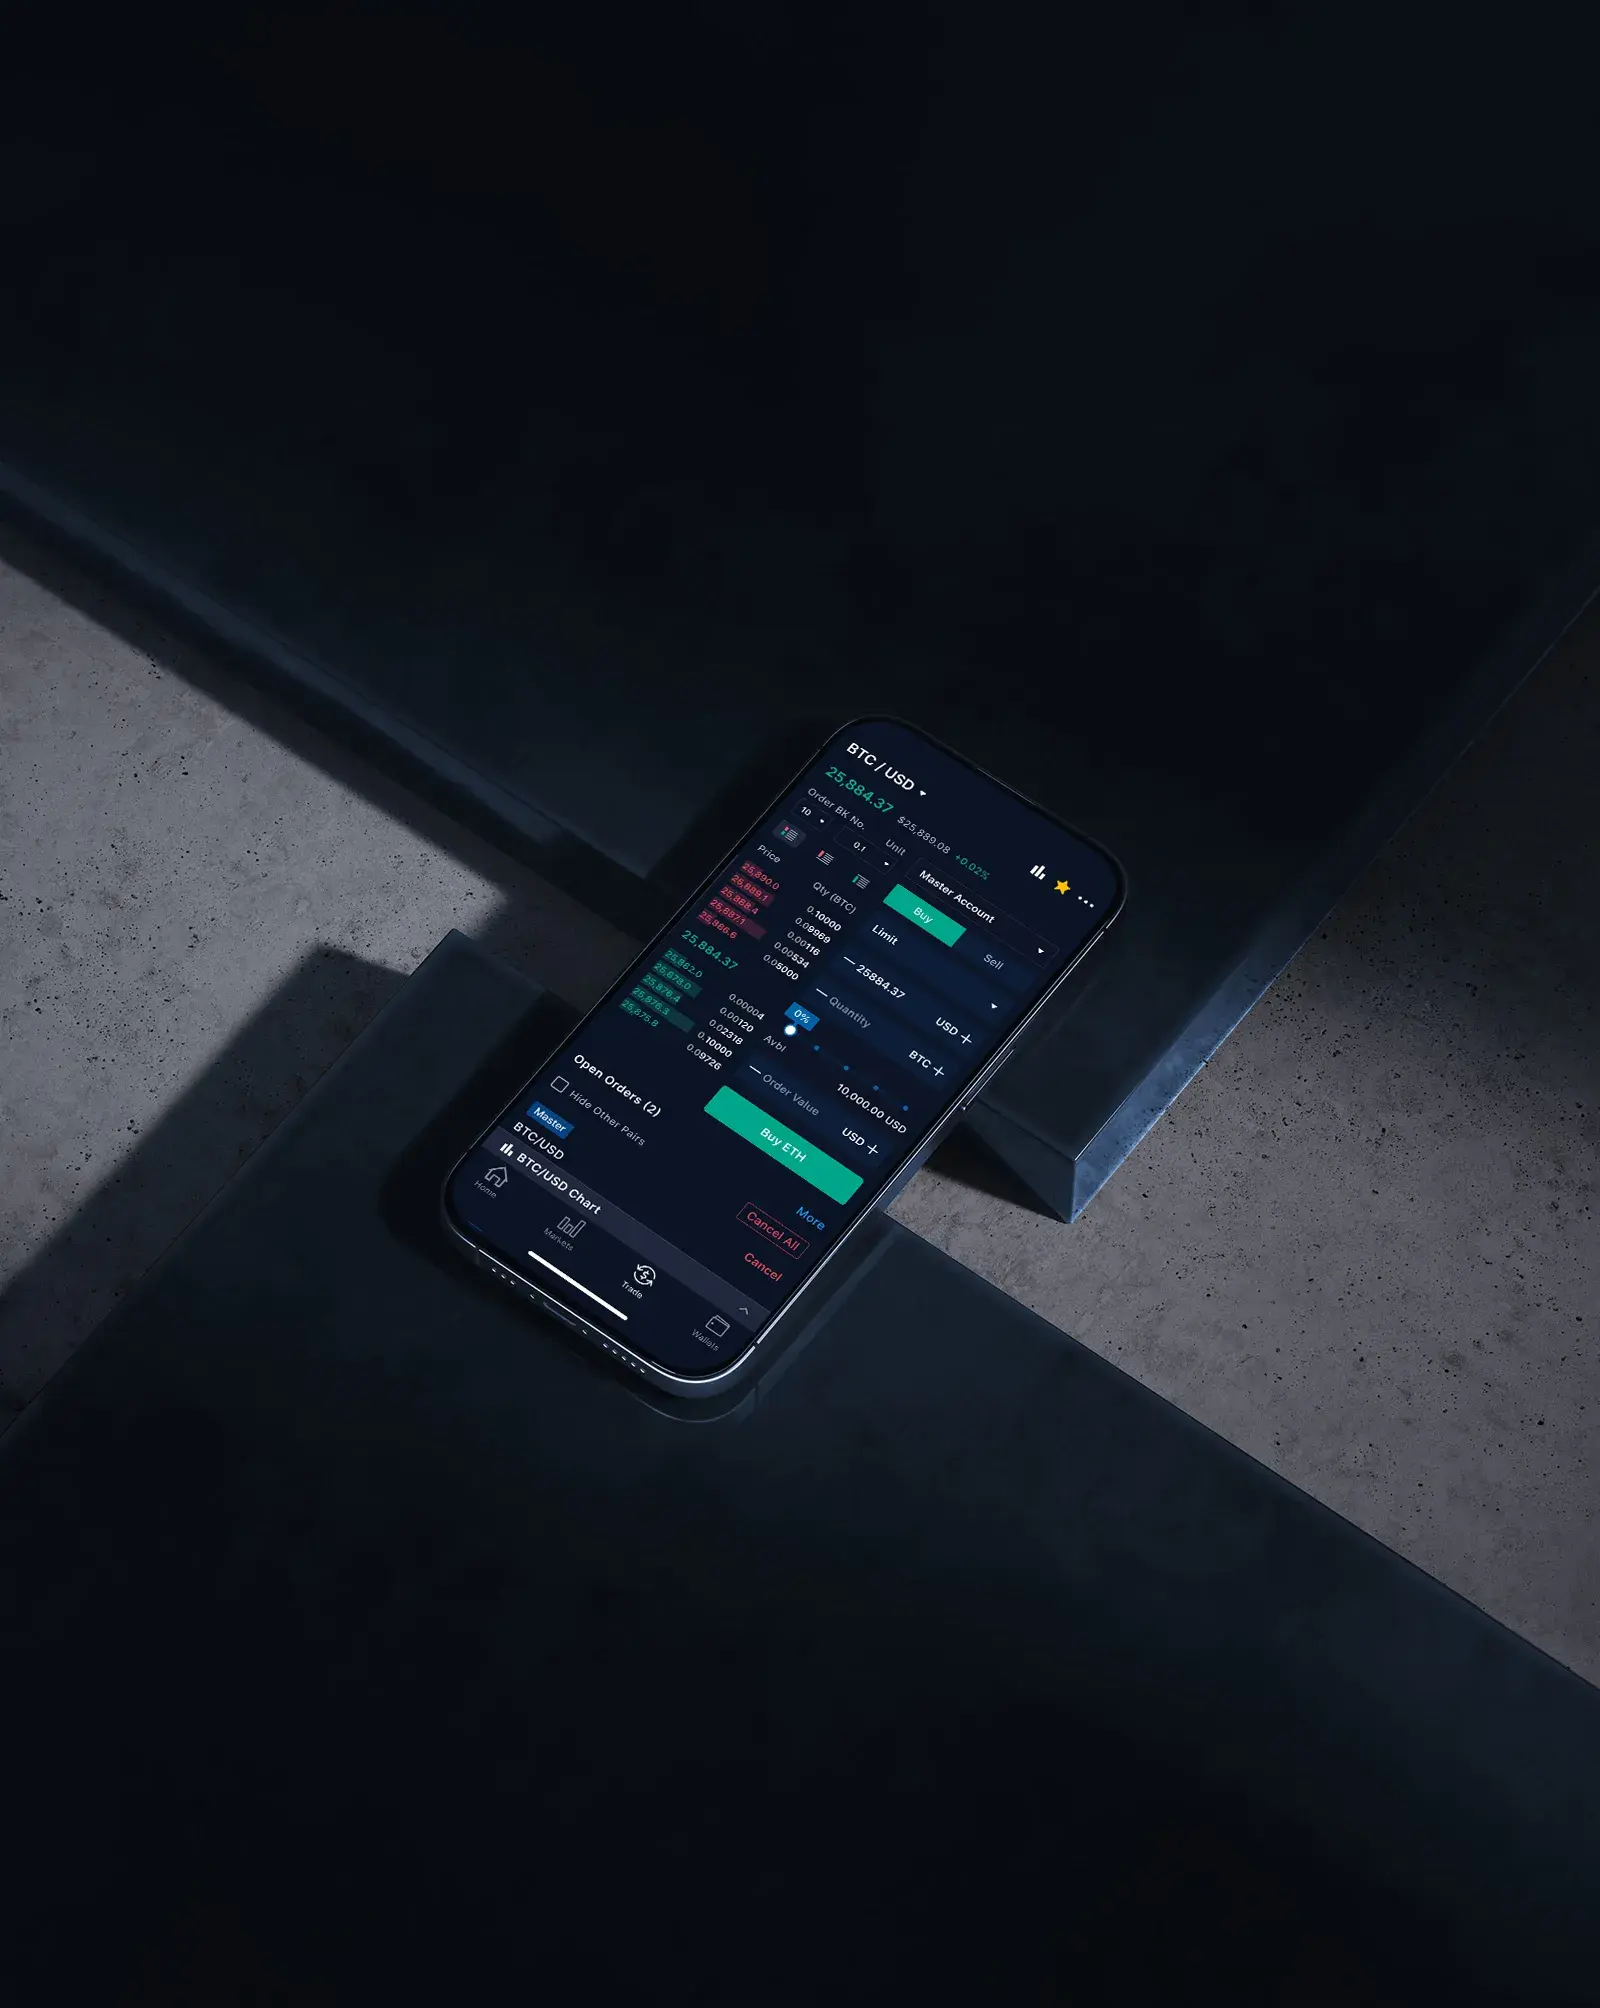 BTC / USD
25,884.37 $25,889.08 +0.02%
Order BK No. Unit
10 0.1
Master Account
Buy Sell
Price Qty (BTC)
25,890.0 0.10000
25,889.1 0.09969
25,888.4 0.00116
25,887.1 0.00534
25,886.6 0.05000
25,884.37
25,882.0 0.00004
25,878.0 0.00120
25,876.4 0.02318
25,876.3 0.10000
25,875.8 0.09726
Limit
25884.37 USD
Quantity BTC
0%
Avbl 10,000.00 USD
Order Value USD
Buy ETH
Open Orders (2) More
Hide Other Pairs Cancel All
Master
BTC/USD Cancel
BTC/USD Chart
Home Markets Trade Wallets